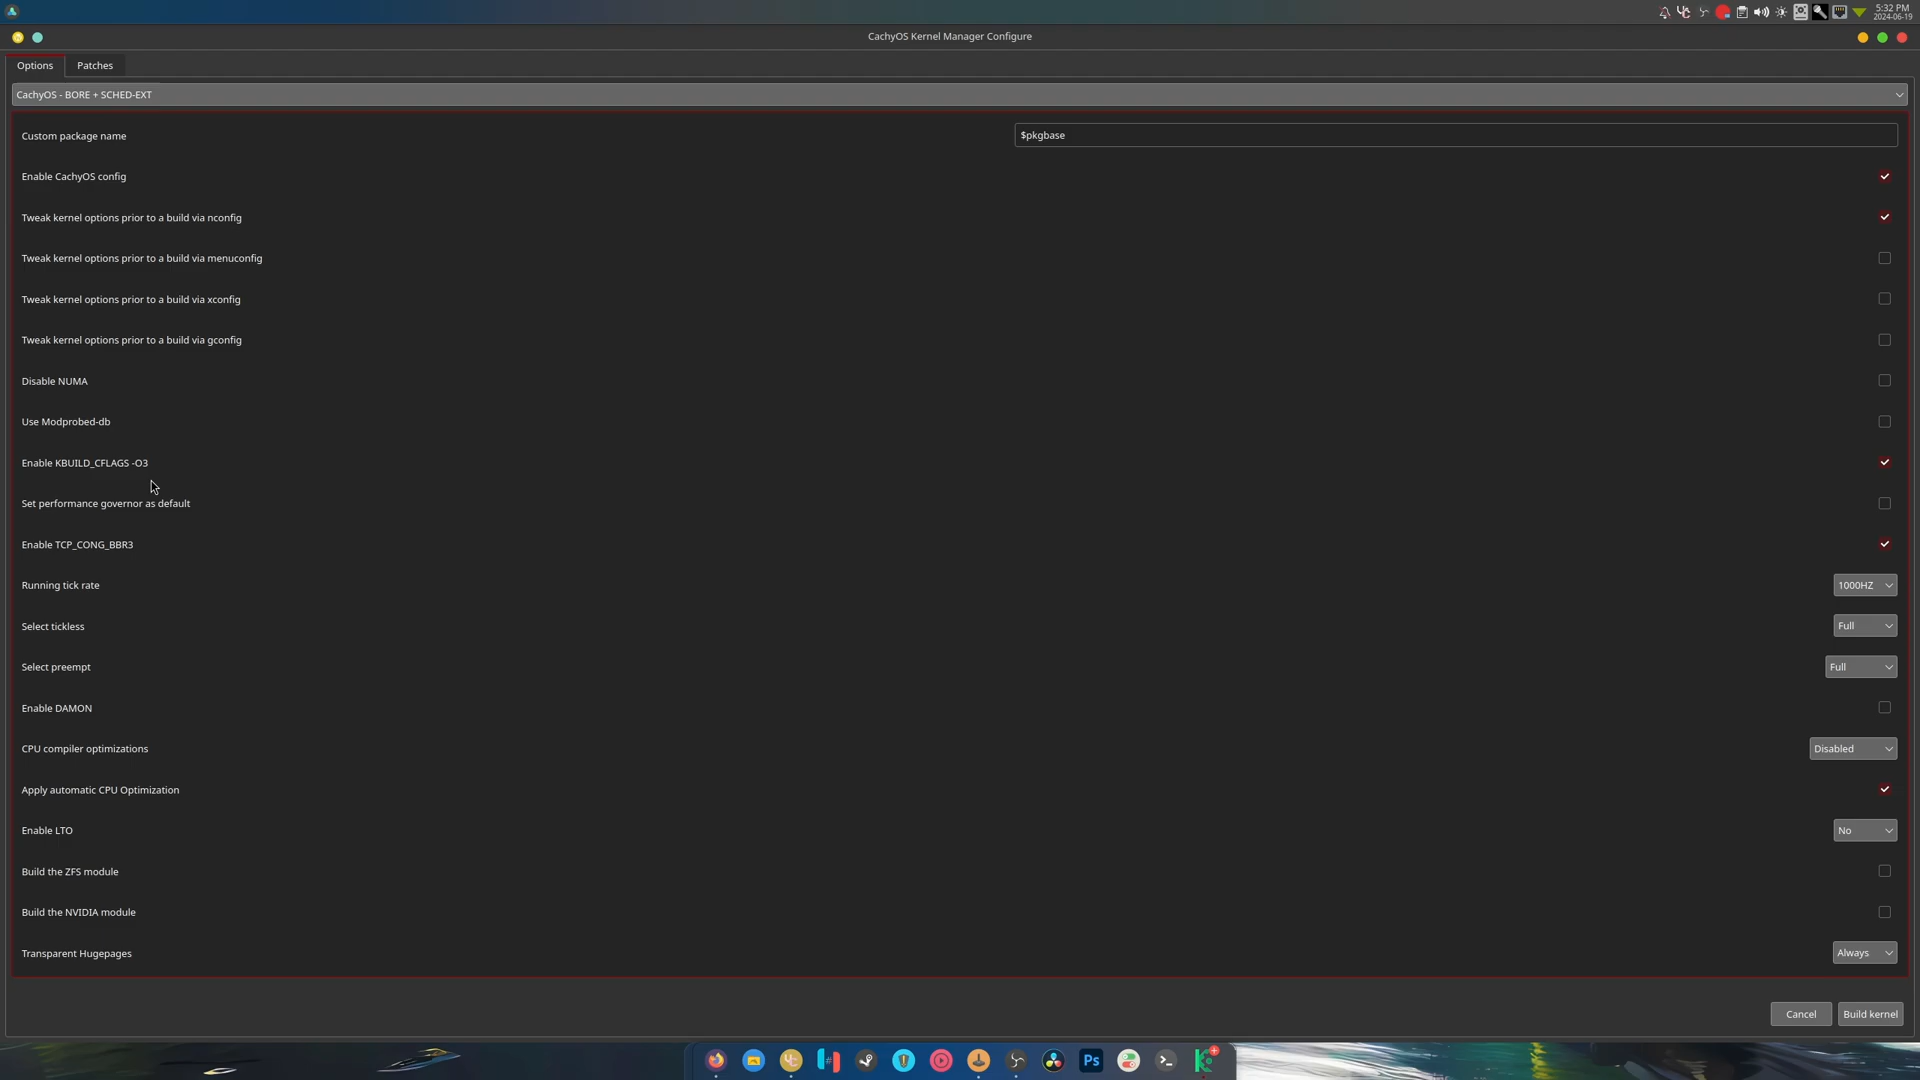 5:32 PM
2024-06-19
CachyOS Kernel Manager Configure
Options
Patches
CachyOS - BORE + SCHED-EXT
Custom package name
$pkgbase
Enable CachyOS config
Tweak kernel options prior to a build via nconfig
Tweak kernel options prior to a build via menuconfig
Tweak kernel options prior to a build via xconfig
Tweak kernel options prior to a build via gconfig
Disable NUMA
Use Modprobed-db
Enable KBUILD_CFLAGS -O3
Set performance governor as default
Enable TCP_CONG_BBR3
Running tick rate
1000HZ
Select tickless
Full
Select preempt
Full
Enable DAMON
CPU compiler optimizations
Disabled
Apply automatic CPU Optimization
Enable LTO
No
Build the ZFS module
Build the NVIDIA module
Transparent Hugepages
Always
Cancel
Build kernel
Ps